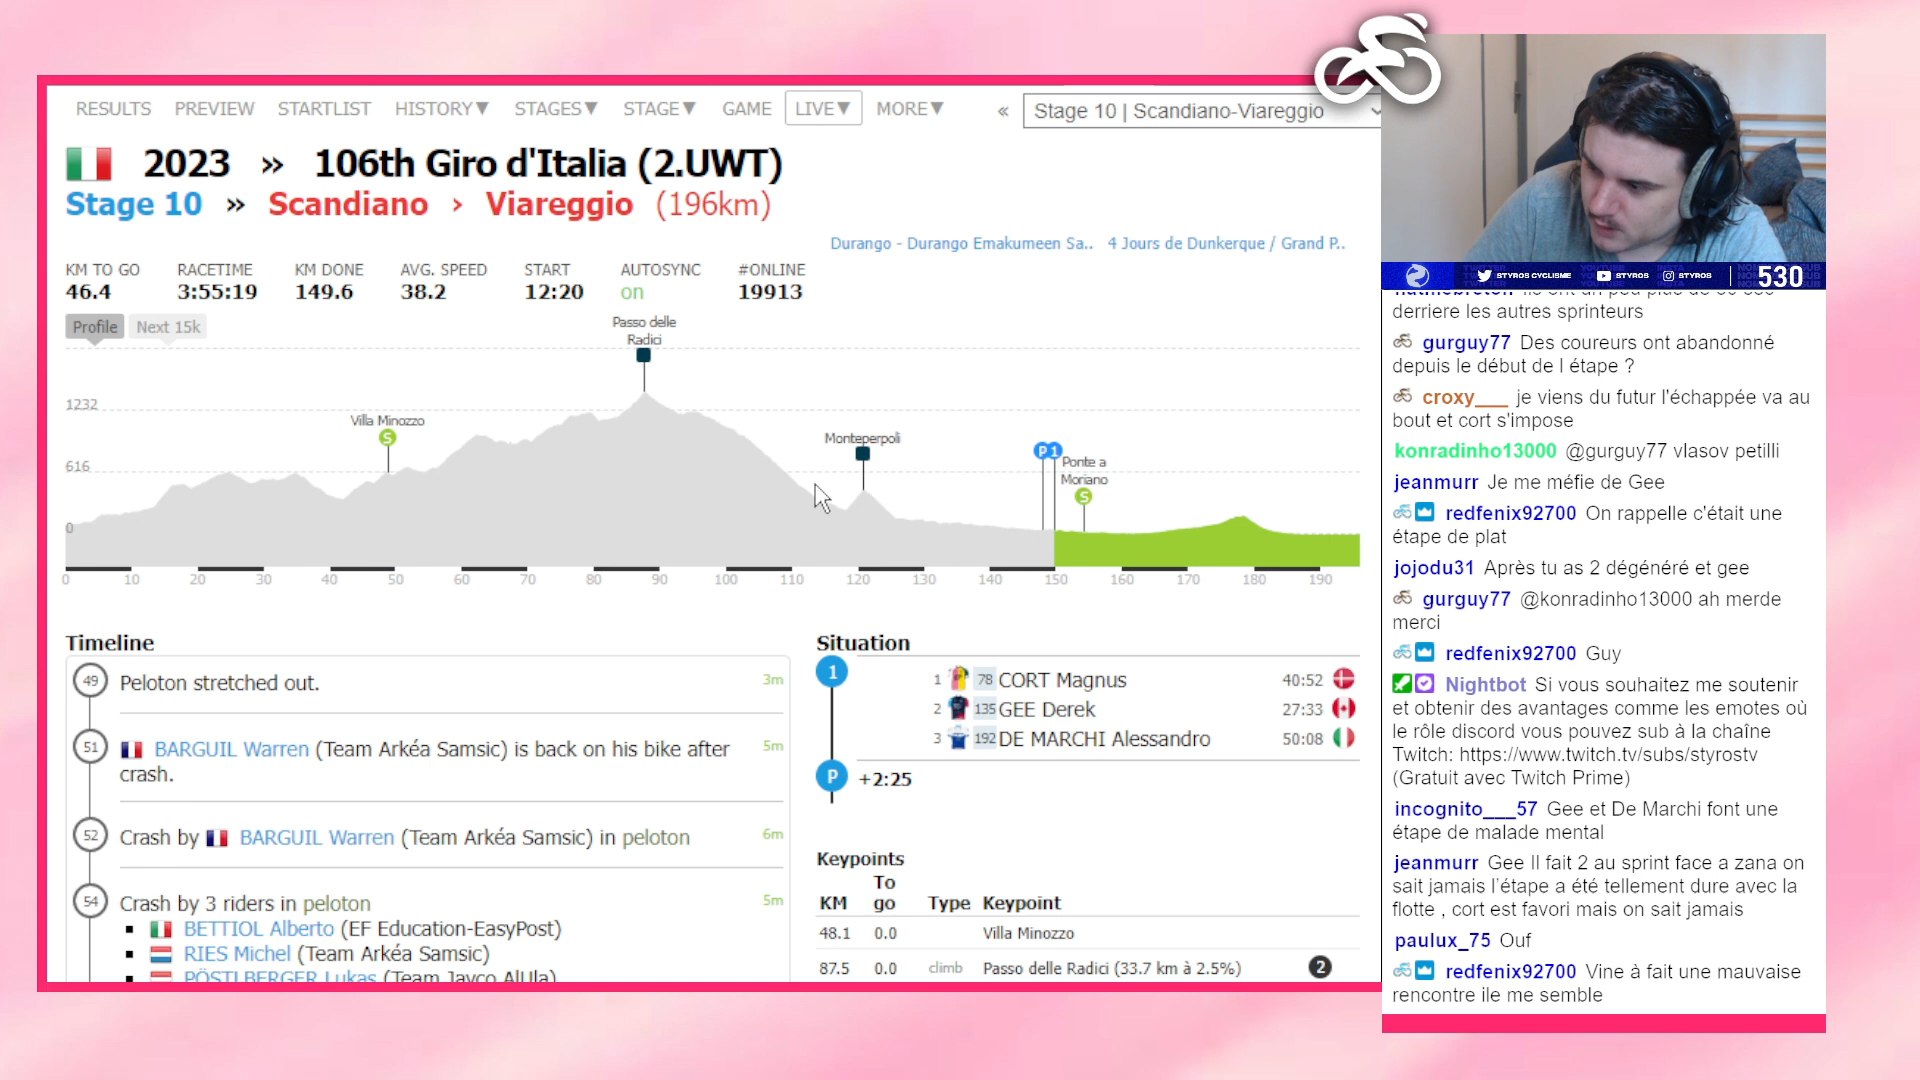 RESULTS PREVIEW STARTLIST HISTORY▼ STAGES▼ STAGE▼ GAME LIVE▼ MORE▼ « Stage 10 | Scandiano-Viareggio
2023 » 106th Giro d'Italia (2.UWT)
Stage 10 » Scandiano › Viareggio (196km)
Durango - Durango Emakumeen Sa.. 4 Jours de Dunkerque / Grand P..
KM TO GO RACETIME KM DONE AVG. SPEED START AUTOSYNC #ONLINE
46.4 3:55:19 149.6 38.2 12:20 on 19913
Profile Next 15k
Passo delle
Radici
1232
Villa Minozzo
S
Monteperpoli
616
P 1
Ponte a
Moriano
S
0
0 10 20 30 40 50 60 70 80 90 100 110 120 130 140 150 160 170 180 190
Timeline
49 Peloton stretched out. 3m
51 BARGUIL Warren (Team Arkéa Samsic) is back on his bike after 5m
crash.
52 Crash by BARGUIL Warren (Team Arkéa Samsic) in peloton 6m
54 Crash by 3 riders in peloton 5m
BETTIOL Alberto (EF Education-EasyPost)
RIES Michel (Team Arkéa Samsic)
PÖSTLBERGER Lukas (Team Jayco AlUla)
Situation
1
1 78 CORT Magnus 40:52
2 135 GEE Derek 27:33
3 192 DE MARCHI Alessandro 50:08
P +2:25
Keypoints
KM To go Type Keypoint
48.1 0.0 Villa Minozzo
87.5 0.0 climb Passo delle Radici (33.7 km à 2.5%) 2
STYROS CYCLISME STYROS STYROS 530
derriere les autres sprinteurs
gurguy77 Des coureurs ont abandonné
depuis le début de l étape ?
croxy___ je viens du futur l'échappée va au
bout et cort s'impose
konradinho13000 @gurguy77 vlasov petilli
jeanmurr Je me méfie de Gee
redfenix92700 On rappelle c'était une
étape de plat
jojodu31 Après tu as 2 dégénéré et gee
gurguy77 @konradinho13000 ah merde
merci
redfenix92700 Guy
Nightbot Si vous souhaitez me soutenir
et obtenir des avantages comme les emotes où
le rôle discord vous pouvez sub à la chaîne
Twitch: https://www.twitch.tv/subs/styrostv
(Gratuit avec Twitch Prime)
incognito___57 Gee et De Marchi font une
étape de malade mental
jeanmurr Gee Il fait 2 au sprint face a zana on
sait jamais l'étape a été tellement dure avec la
flotte , cort est favori mais on sait jamais
paulux_75 Ouf
redfenix92700 Vine à fait une mauvaise
rencontre ile me semble